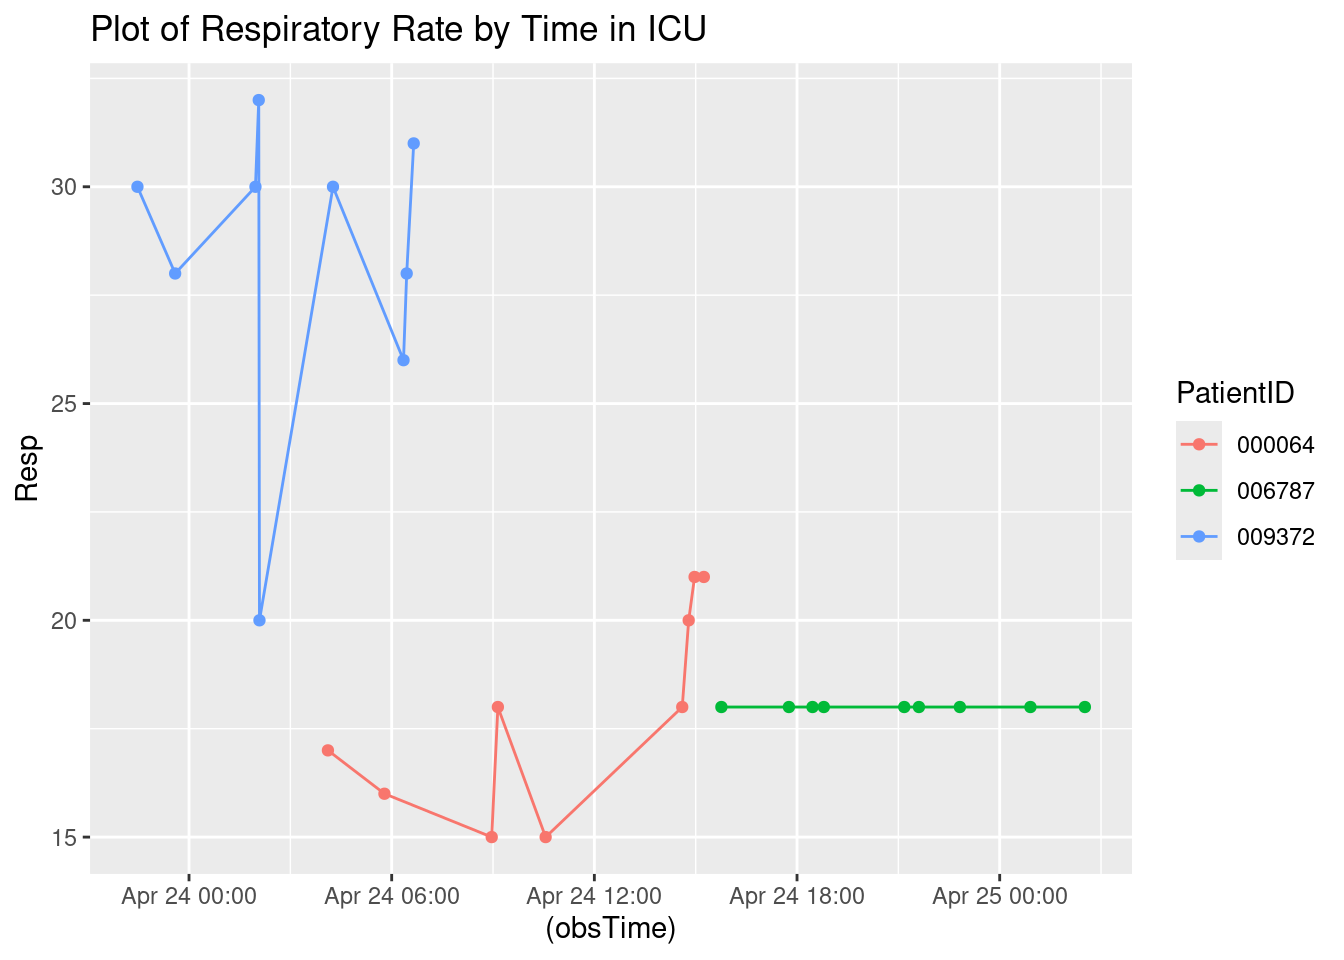 Plot of Respiratory Rate by Time in ICU
Resp
30
25
20
15
Apr 24 00:00 Apr 24 06:00 Apr 24 12:00 Apr 24 18:00 Apr 25 00:00
(obsTime)
PatientID
000064
006787
009372